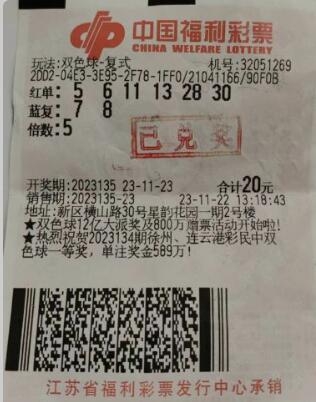 中国福利彩票
CHINA WELFARE LOTTERY
玩法:双色球-复式 机号:32051269
2DD2-04E3-3E95-2F78-1FF0/21041166/90F0B
红单: 5 6 11 13 28 30
蓝复: 7 8
倍数:5
已兑奖
开奖期:2023135 23-11-23 合计20元
销售期:2023135 23-11-22 13:18:43
地址:新区横山路30号星韵花园一期2号楼
★双色球12亿大派奖及800万赠票活动开始啦!
★热烈祝贺2023134期徐州、连云港彩民中双
色球一等奖,单注奖金589万!
江苏省福利彩票发行中心承销